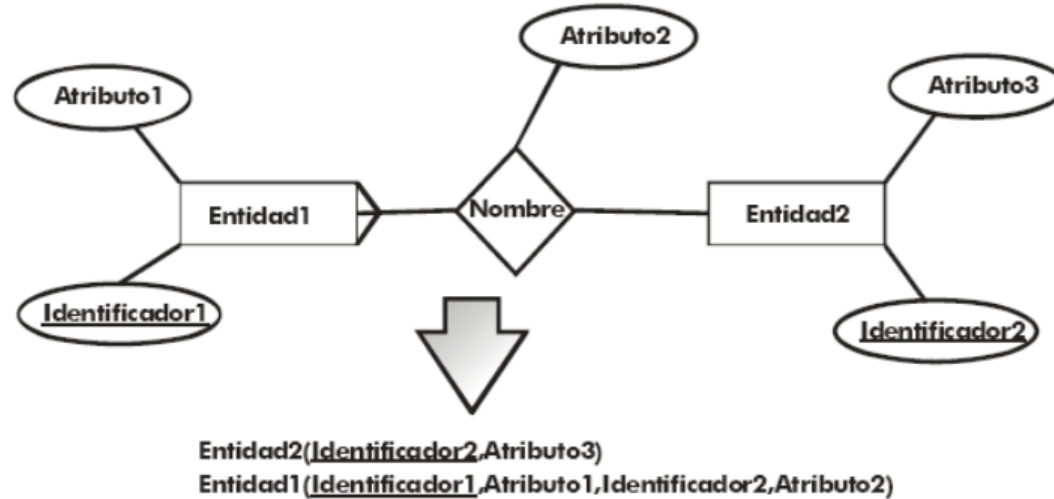 Atributo2
Atributo1
Atributo3
Entidad1
Nombre
Entidad2
Identificador1
Identificador2
Entidad2(Identificador2,Atributo3)
Entidad1(Identificador1,Atributo1,Identificador2,Atributo2)